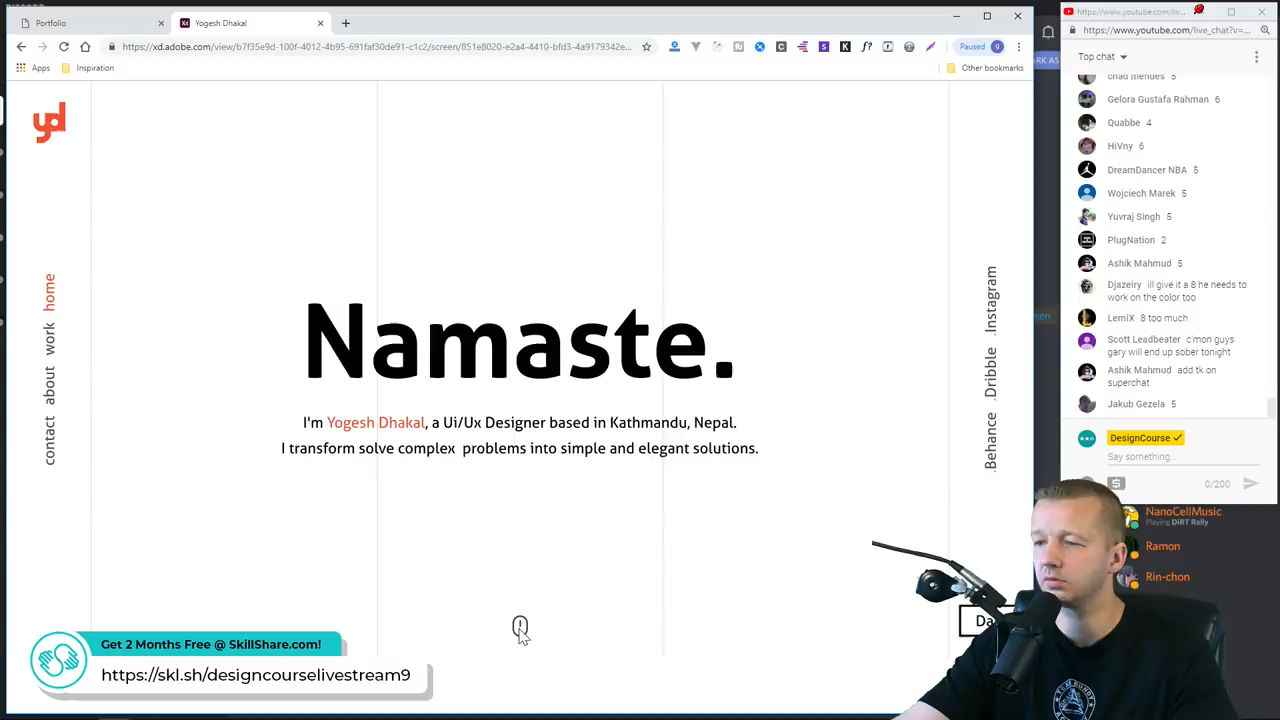 Portfolio
Yogesh Dhakal
https://www.youtube.com/liv...
https://xd.adobe.com/view/b7f35e9d-100f-4012-4b95-691faf30de91-c1c2/screen/851e8020-e2a4-4410-bfd3-4a9179342e...
Paused
https://www.youtube.com/live_chat?v=...
Apps
Inspiration
Other bookmarks
Top chat
chad mendes 5
Gelora Gustafa Rahman 6
Quabbe 4
HiVny 6
DreamDancer NBA 5
Wojciech Marek 5
Yuvraj Singh 5
PlugNation 2
Ashik Mahmud 5
Djazeiry ill give it a 8 he needs to
work on the color too
LemiX 8 too much
Scott Leadbeater c'mon guys
gary will end up sober tonight
Ashik Mahmud add tk on
superchat
Jakub Gezela 5
DesignCourse
Say something...
0/200
yd
home
work
about
contact
Namaste.
I'm Yogesh Dhakal, a Ui/Ux Designer based in Kathmandu, Nepal.
I transform solve complex  problems into simple and elegant solutions.
.Instagram
.Dribble
.Behance
NanoCellMusic
Playing DiRT Rally
Ramon
Rin-chon
Get 2 Months Free @ SkillShare.com!
https://skl.sh/designcourselivestream9